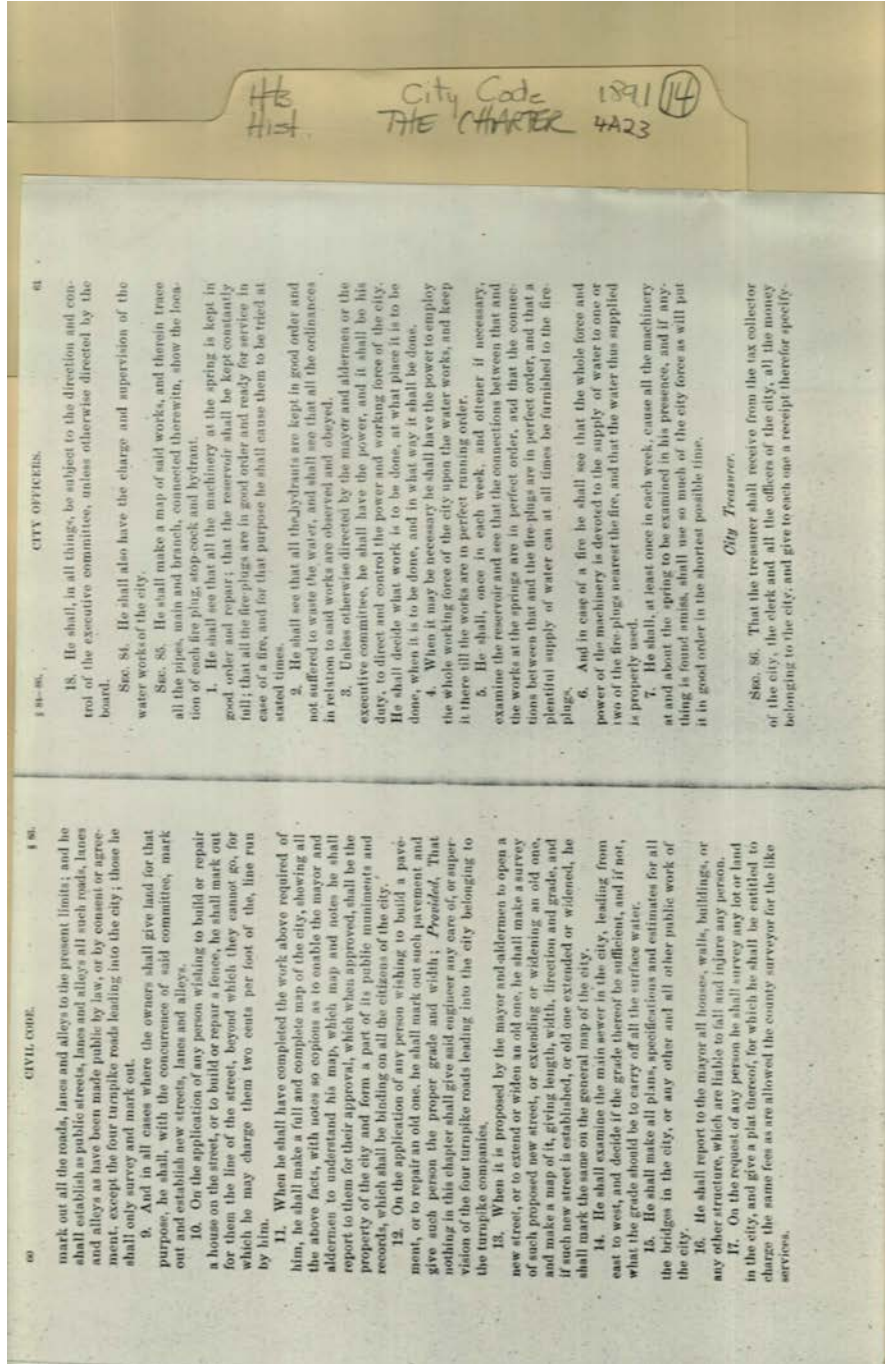 Hts City Code 1891 14
Hist. THE CHARTER 4A23
60 CIVIL CODE. § 83.
mark out all the roads, lanes and alleys to the present limits; and he
shall establish as public streets, lanes and alleys all such roads, lanes
and alleys as have been made public by law, or by consent or agree-
ment. except the four turnpike roads leading into the city; those he
shall only survey and mark out.
9. And in all cases where the owners shall give land for that
purpose, he shall, with the concurrence of said committee, mark
out and establish new streets, lanes and alleys.
10. On the application of any person wishing to build or repair
a house on the street, or to build or repair a fence, he shall mark out
for them the line of the street, beyond which they cannot go, for
which he may charge them two cents per foot of the, line run
by him.
11. When he shall have completed the work above required of
him, he shall make a full and complete map of the city, showing all
the above facts, with notes so copious as to enable the mayor and
aldermen to understand his map, which map and notes he shall
report to them for their approval, which when approved, shall be the
property of the city and form a part of its public muniments and
records, which shall be binding on all the citizens of the city.
12. On the application of any person wishing to build a pave-
ment, or to repair an old one, he shall mark out such pavement and
give such person the proper grade and width; Provided, That
nothing in this chapter shall give said engineer any care of, or super-
vision of the four turnpike roads leading into the city belonging to
the turnpike companies.
13. When it is proposed by the mayor and aldermen to open a
new street, or to extend or widen an old one, he shall make a survey
of such proposed new street, or extending or widening an old one,
and make a map of it, giving length, width, direction and grade, and
if such new street is established, or old one extended or widened, he
shall mark the same on the general map of the city.
14. He shall examine the main sewer in the city, leading from
east to west, and decide if the grade thereof be sufficient, and if not,
what the grade should be to carry off all the surface water.
15. He shall make all plans, specifications and estimates for all
the bridges in the city, or any other and all other public work of
the city.
16. He shall report to the mayor all houses, walls, buildings, or
any other structure, which are liable to fall and injure any person.
17. On the request of any person he shall survey any lot or land
in the city, and give a plat thereof, for which he shall be entitled to
charge the same fees as are allowed the county surveyor for the like
services.
§ 84-86. CITY OFFICERS. 61
18. He shall, in all things, be subject to the direction and con-
trol of the executive committee, unless otherwise directed by the
board.
SEC. 84. He shall also have the charge and supervision of the
water works of the city.
SEC. 85. He shall make a map of said works, and therein trace
all the pipes, main and branch, connected therewith, show the loca-
tion of each fire plug, stop-cock and hydrant.
1. He shall see that all the machinery at the spring is kept in
good order and repair; that the reservoir shall be kept constantly
full; that all the fire-plugs are in good order and ready for service in
case of a fire, and for that purpose he shall cause them to be tried at
stated times.
2. He shall see that all the hydrants are kept in good order and
not suffered to waste the water, and shall see that all the ordinances
in relation to said works are observed and obeyed.
3. Unless otherwise directed by the mayor and aldermen or the
executive committee, he shall have the power, and it shall be his
duty, to direct and control the power and working force of the city.
He shall decide what work is to be done, at what place it is to be
done, when it is to be done, and in what way it shall be done.
4. When it may be necessary he shall have the power to employ
the whole working force of the city upon the water works, and keep
it there till the works are in perfect running order.
5. He shall, once in each week, and oftener if necessary,
examine the reservoir and see that the connections between that and
the works at the springs are in perfect order, and that the connec-
tions between that and the fire plugs are in perfect order, and that a
plentiful supply of water can at all times be furnished to the fire-
plugs.
6. And in case of a fire he shall see that the whole force and
power of the machinery is devoted to the supply of water to one or
two of the fire-plugs nearest the fire, and that the water thus supplied
is properly used.
7. He shall, at least once in each week, cause all the machinery
at and about the spring to be examined in his presence, and if any-
thing is found amiss, shall use so much of the city force as will put
it in good order in the shortest possible time.
City Treasurer.
SEC. 86. That the treasurer shall receive from the tax collector
of the city, the clerk and all the officers of the city, all the money
belonging to the city, and give to each one a receipt therefor specify-